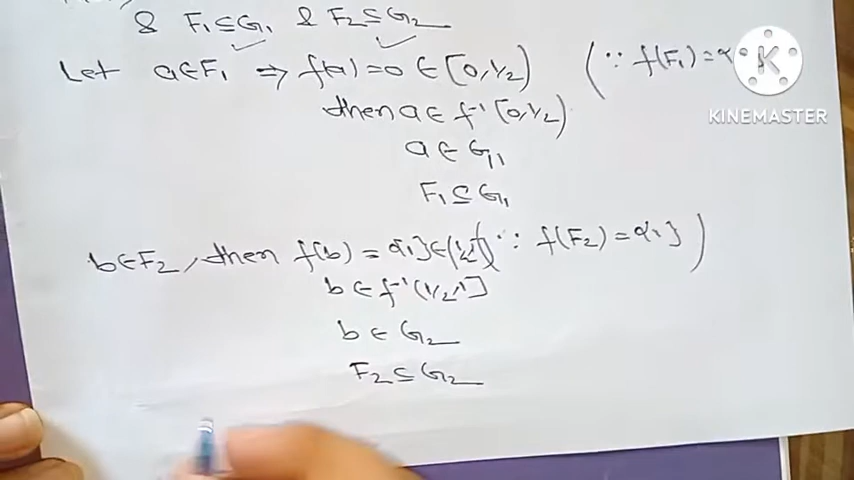 & F₁⊆G₁ & F₂⊆G₂
Let a∈F₁ ⇒ f(a)=0 ∈ [0,1/2) (∵ f(F₁)=
then a∈ f⁻¹[0,1/2)
a ∈ G₁
F₁⊆G₁
b∈F₂, then f(b) = {1}∈(1/2,1] (∵ f(F₂)={1})
b ∈ f⁻¹(1/2,1]
b ∈ G₂
F₂⊆G₂
K
KINEMASTER